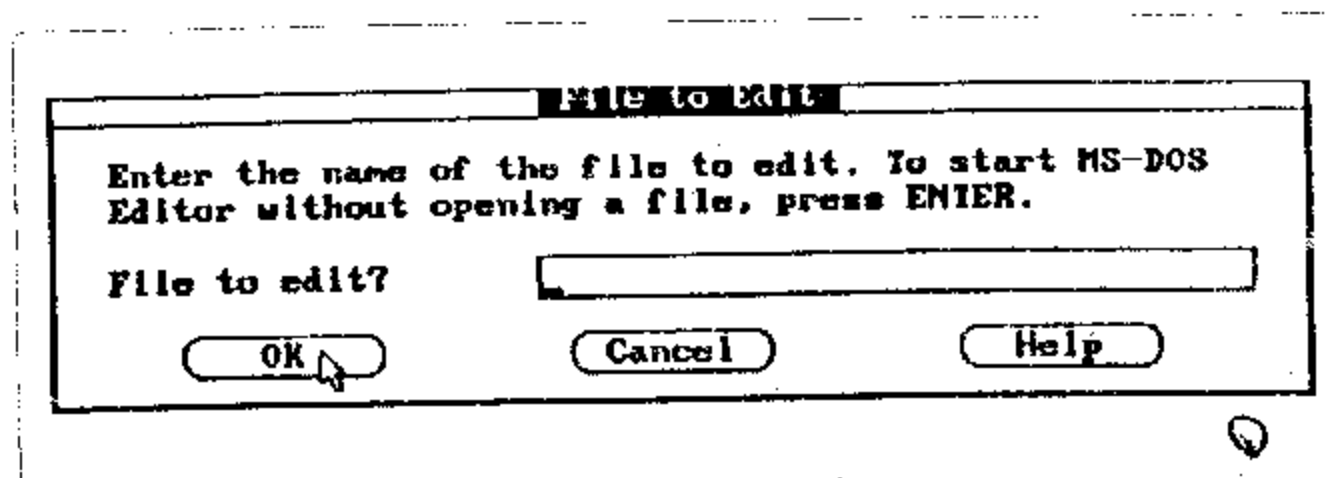 File to Edit
Enter the name of the file to edit. To start MS-DOS
Editor without opening a file, press ENTER.
File to edit?
OK Cancel Help